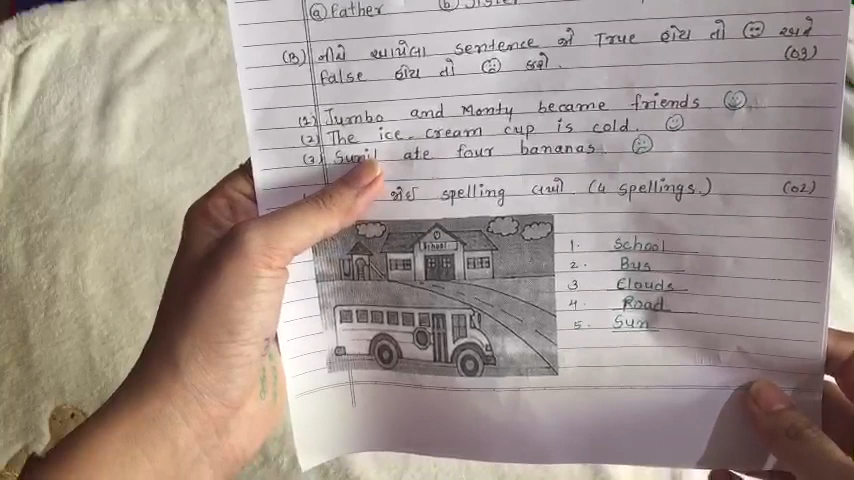 (a) Father (b) Sister
(B) નીચે આપેલા sentence જો True હોય તો ☺ અને
false હોય તો ☹ કરો. (03)
(1) Jumbo and Monty became friends ☺
(2) The ice-cream cup is cold. ☺
(3) Sunil ate four bananas ☹
જોઈ spelling લખો (4 spellings.) (02)
School
1. School
2. Bus
3 Clouds
4. Road
5. Sun